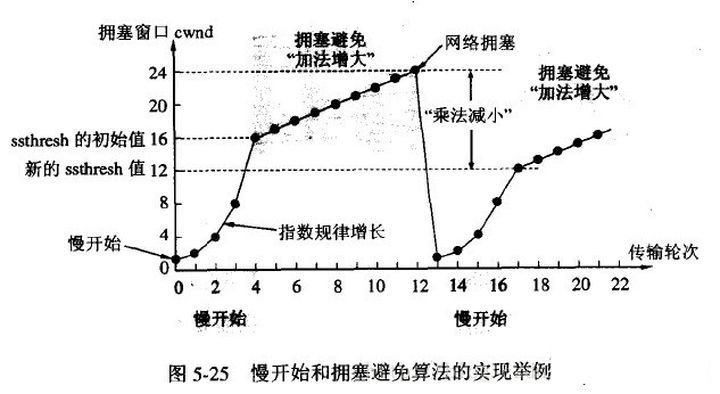 拥塞窗口 cwnd
拥塞避免
“加法增大”
网络拥塞
拥塞避免
“加法增大”
24
20
“乘法减小”
ssthresh 的初始值 16
新的 ssthresh 值 12
8
4
慢开始
指数规律增长
0
传输轮次
0 2 4 6 8 10 12 14 16 18 20 22
慢开始
慢开始
图 5-25 慢开始和拥塞避免算法的实现举例